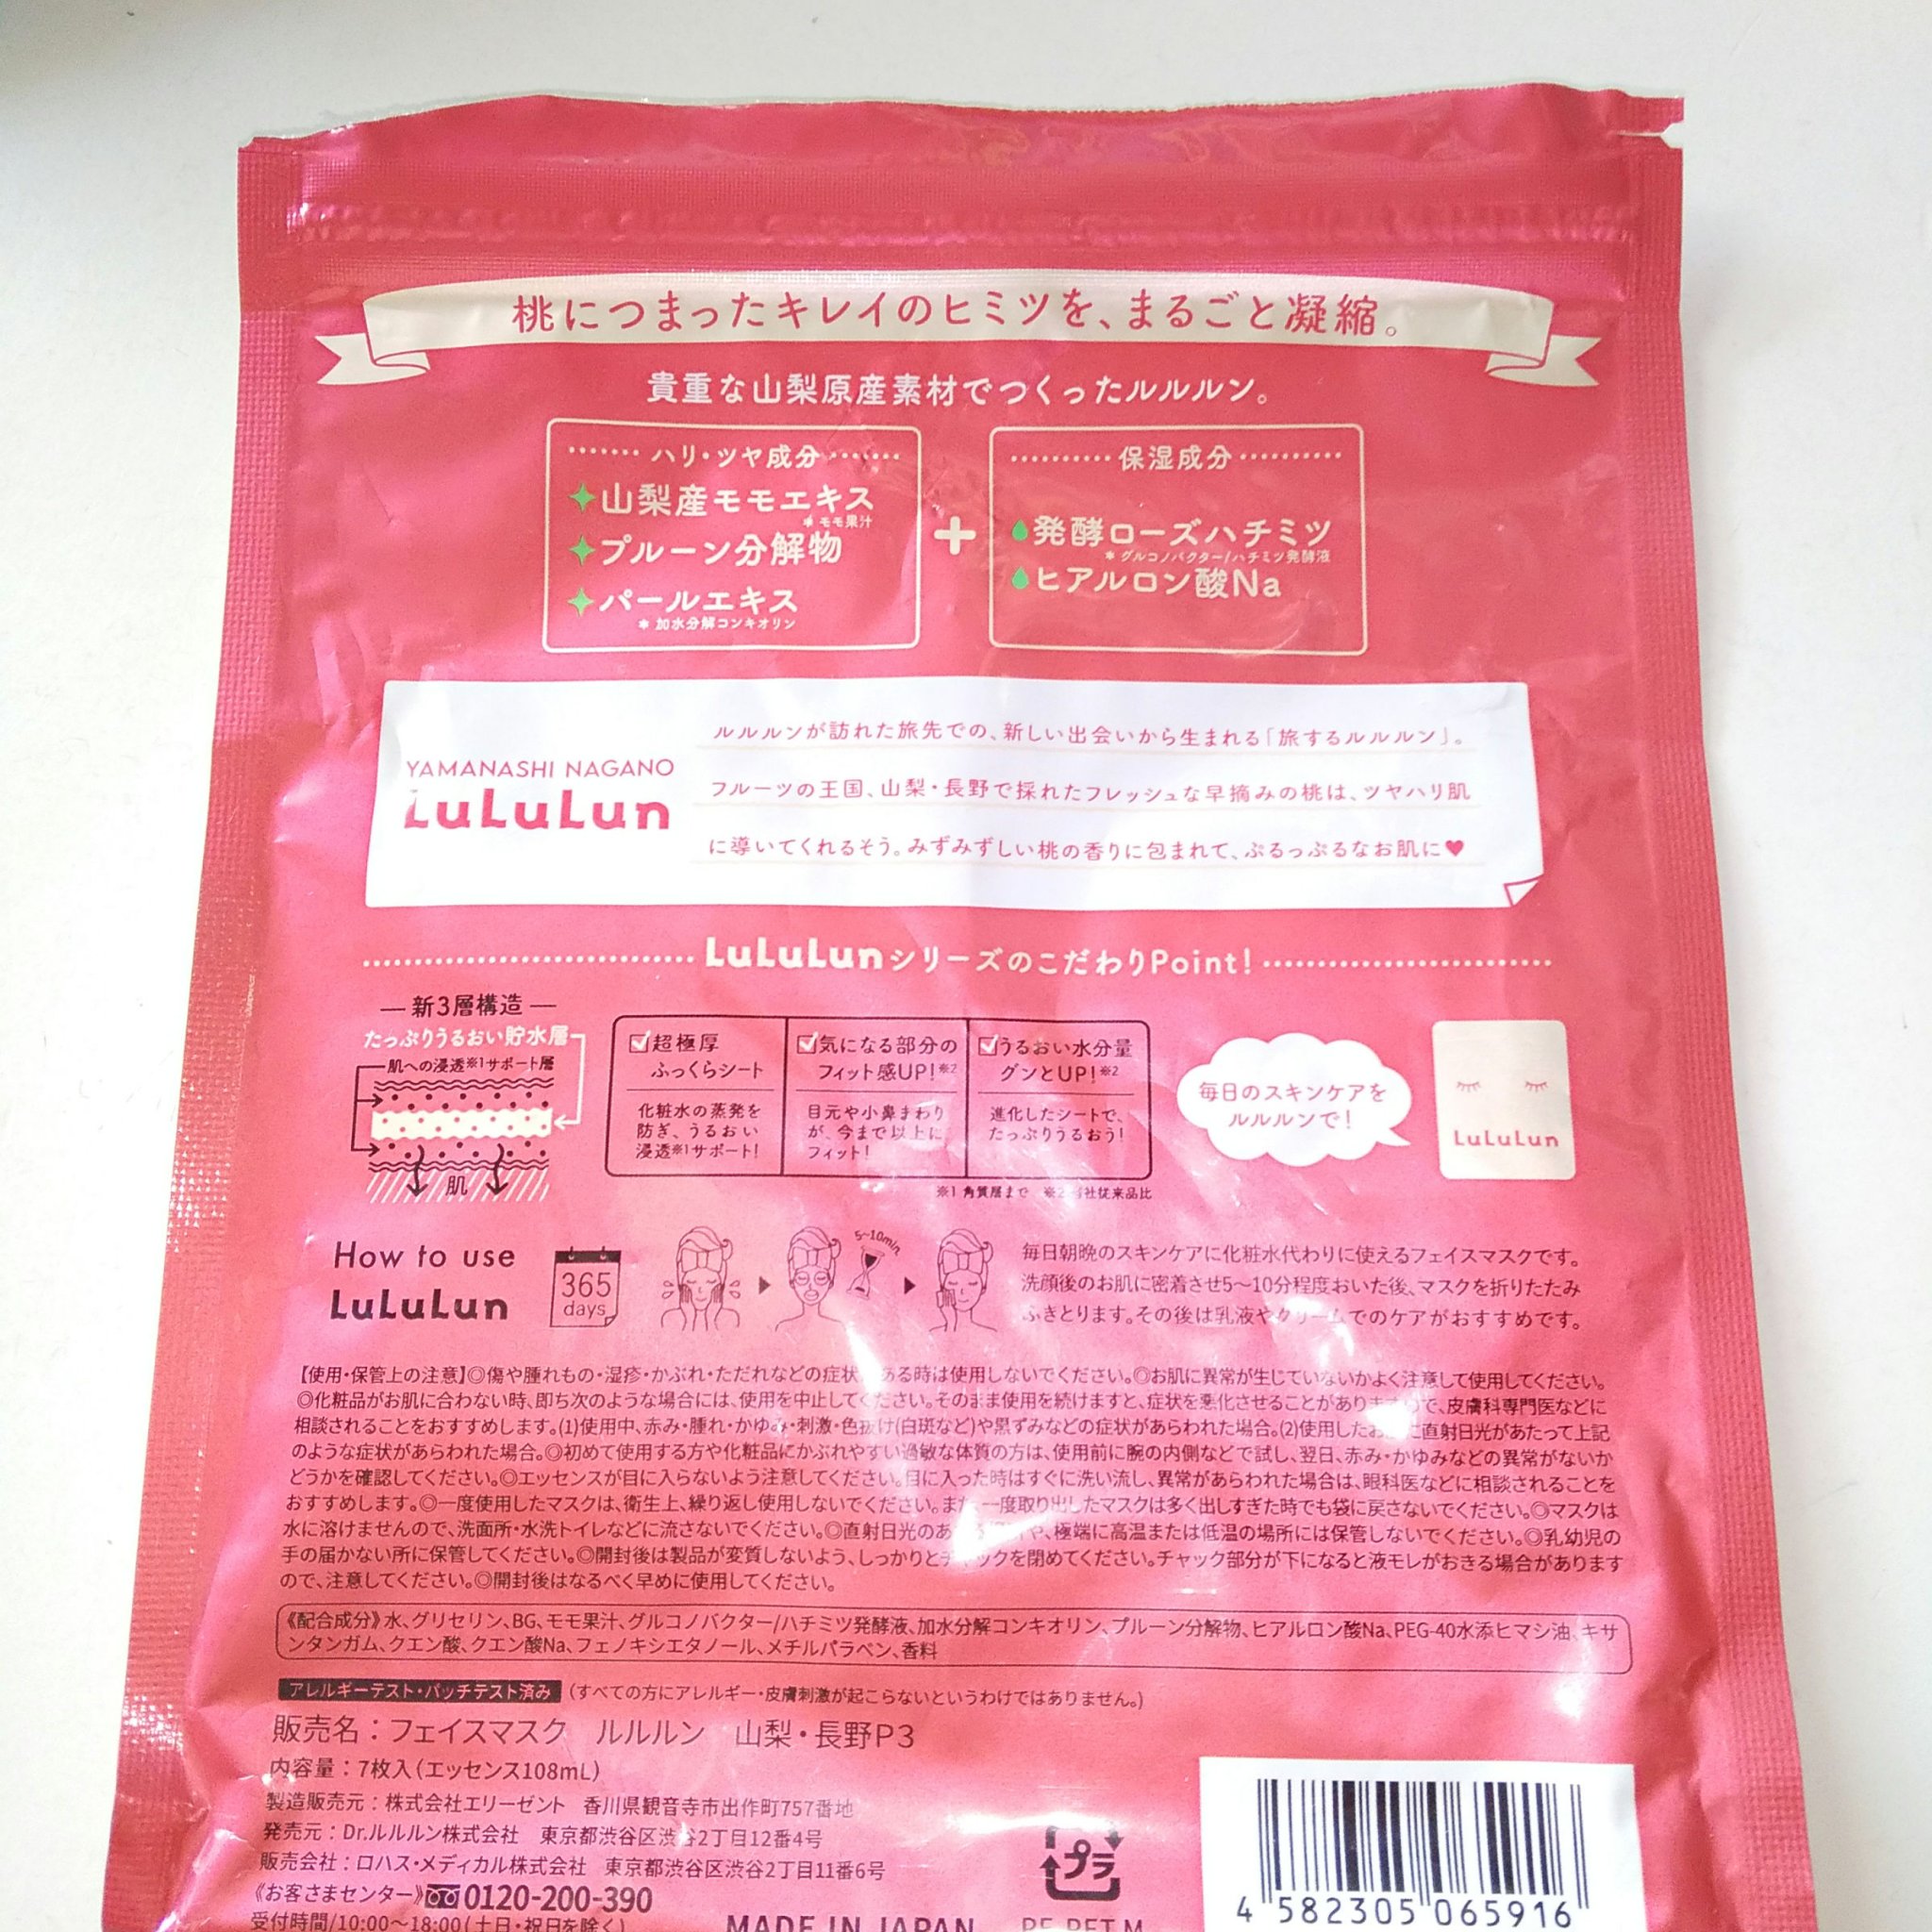 桃につまったキレイのヒミツを、まるごと凝縮。
貴重な山梨原産素材でつくったルルルン。
ハリ・ツヤ成分
山梨産モモエキス
＊モモ果汁
プルーン分解物
パールエキス
＊加水分解コンキオリン
+
保湿成分
発酵ローズハチミツ
＊グルコノバクター/ハチミツ発酵液
ヒアルロン酸Na
YAMANASHI NAGANO
LuLuLun
ルルルンが訪れた旅先での、新しい出会いから生まれる「旅するルルルン」。
フルーツの王国、山梨・長野で採れたフレッシュな早摘みの桃は、ツヤハリ肌
に導いてくれるそう。みずみずしい桃の香りに包まれて、ぷるっぷるなお肌に♥
LuLuLunシリーズのこだわりPoint!
新3層構造
たっぷりうるおい貯水層
肌への浸透※1サポート層
肌
超極厚
ふっくらシート
化粧水の蒸発を
防ぎ、うるおい
浸透※1サポート!
気になる部分の
フィット感UP!※2
目元や小鼻まわり
が、今まで以上に
フィット!
うるおい水分量
グンとUP!※2
進化したシートで、
たっぷりうるおう!
※1 角質層まで ※2 当社従来品比
毎日のスキンケアを
ルルルンで!
LuLuLun
How to use
LuLuLun
365
days
5~10min.
毎日朝晩のスキンケアに化粧水代わりに使えるフェイスマスクです。
洗顔後のお肌に密着させ5〜10分程度おいた後、マスクを折りたたみ
ふきとります。その後は乳液やクリームでのケアがおすすめです。
【使用・保管上の注意】◎傷や腫れもの・湿疹・かぶれ・ただれなどの症状 ある時は使用しないでください。◎お肌に異常が生じていないかよく注意して使用してください。
◎化粧品がお肌に合わない時、即ち次のような場合には、使用を中止してください。そのまま使用を続けますと、症状を悪化させることがあります で、皮膚科専門医などに
相談されることをおすすめします。(1)使用中、赤み・腫れ・かゆみ・刺激・色抜け(白斑など)や黒ずみなどの症状があらわれた場合。(2)使用したお に直射日光があたって上記
のような症状があらわれた場合。◎初めて使用する方や化粧品にかぶれやすい過敏な体質の方は、使用前に腕の内側などで試し、翌日、赤み・かゆみなどの異常がないか
どうかを確認してください。◎エッセンスが目に入らないよう注意してください。目に入った時はすぐに洗い流し、異常があらわれた場合は、眼科医などに相談されることを
おすすめします。◎一度使用したマスクは、衛生上、繰り返し使用しないでください。また、一度取り出したマスクは多く出しすぎた時でも袋に戻さないでください。◎マスクは
水に溶けませんので、洗面所・水洗トイレなどに流さないでください。◎直射日光のあ や、極端に高温または低温の場所には保管しないでください。◎乳幼児の
手の届かない所に保管してください。◎開封後は製品が変質しないよう、しっかりとチャックを閉めてください。チャック部分が下になると液モレがおきる場合があります
ので、注意してください。◎開封後はなるべく早めに使用してください。
《配合成分》水、グリセリン、BG、モモ果汁、グルコノバクター/ハチミツ発酵液、加水分解コンキオリン、プルーン分解物、ヒアルロン酸Na、PEG-40水添ヒマシ油、キサ
ンタンガム、クエン酸、クエン酸Na、フェノキシエタノール、メチルパラベン、香料
アレルギーテスト・パッチテスト済み (すべての方にアレルギー・皮膚刺激が起こらないというわけではありません。)
販売名：フェイスマスク ルルルン 山梨・長野P3
内容量：7枚入(エッセンス108mL)
製造販売元：株式会社エリーゼント 香川県観音寺市出作町757番地
発売元：Dr.ルルルン株式会社 東京都渋谷区渋谷2丁目12番4号
販売会社：ロハス・メディカル株式会社 東京都渋谷区渋谷2丁目11番6号
《お客さまセンター》0120-200-390
受付時間/10:00〜18:00(土日・祝日を除く)
MADE IN JAPAN
プラ
PE,PET,M
4 582305 065916